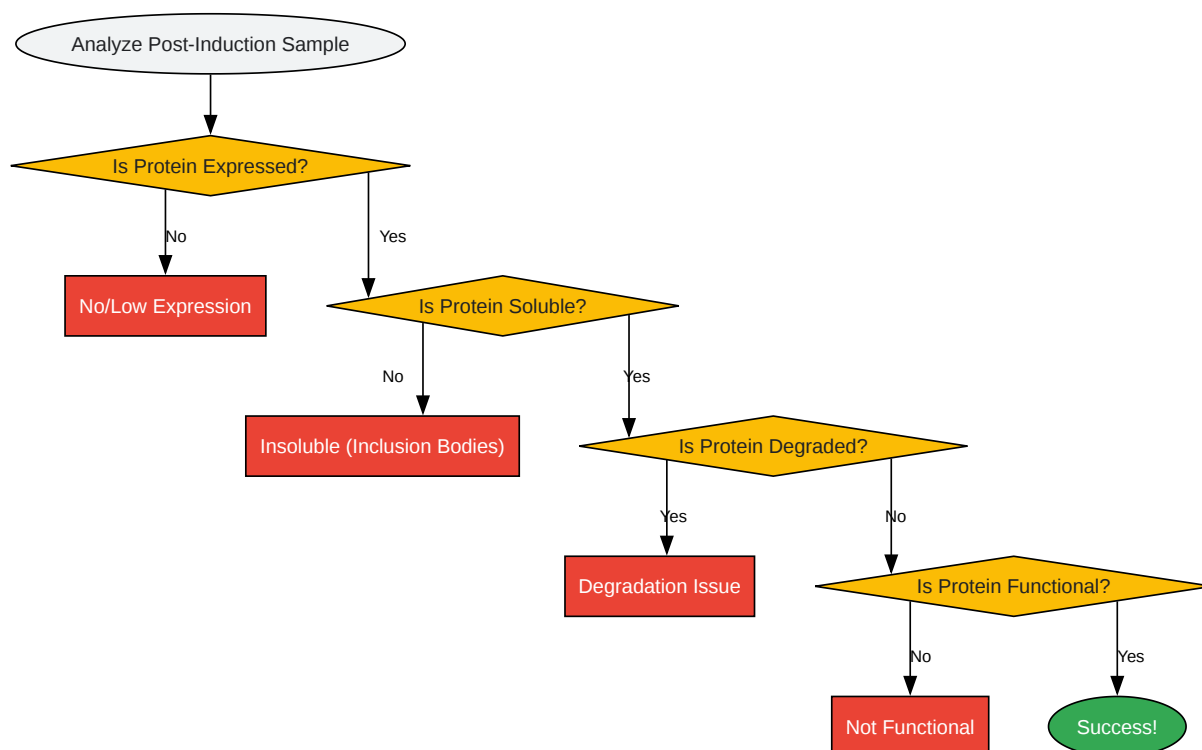 Analyze Post-Induction Sample
Is Protein Expressed?
No
Yes
No/Low Expression
Is Protein Soluble?
No
Yes
Insoluble (Inclusion Bodies)
Is Protein Degraded?
Yes
No
Degradation Issue
Is Protein Functional?
No
Yes
Not Functional
Success!